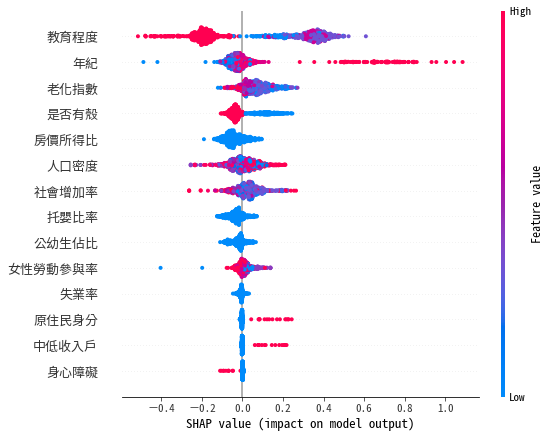 High
教育程度
年紀
老化指數
是否有殼
房價所得比
人口密度
社會增加率
托嬰比率
公幼生佔比
女性勞動參與率
失業率
原住民身分
中低收入戶
身心障礙
Feature value
Low
−0.4 −0.2 0.0 0.2 0.4 0.6 0.8 1.0
SHAP value (impact on model output)